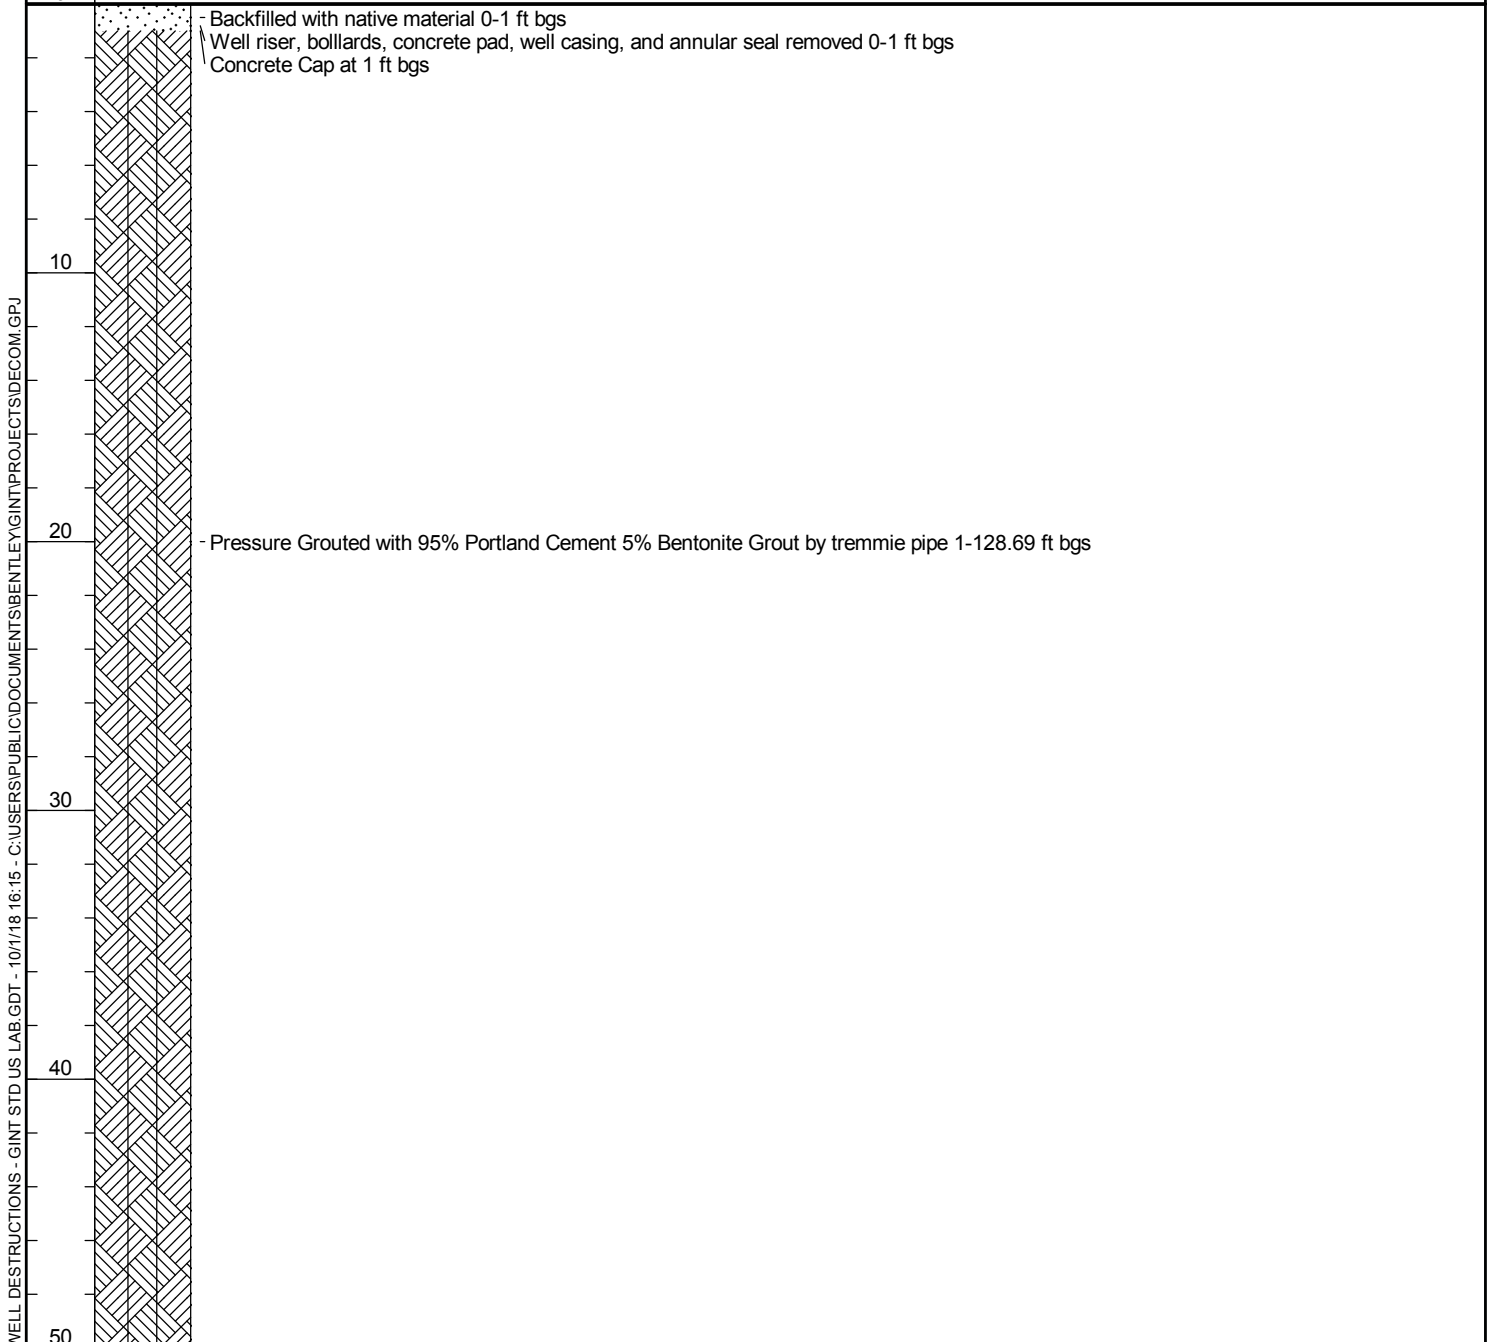 Backfilled with native material 0-1 ft bgs
Well riser, bolllards, concrete pad, well casing, and annular seal removed 0-1 ft bgs
Concrete Cap at 1 ft bgs
10
20
Pressure Grouted with 95% Portland Cement 5% Bentonite Grout by tremmie pipe 1-128.69 ft bgs
30
40
50
WELL DESTRUCTIONS - GINT STD US LAB.GDT - 10/1/18 16:15 - C:\USERS\PUBLIC\DOCUMENTS\BENTLEY\GINT\PROJECTS\DECOM.GPJ